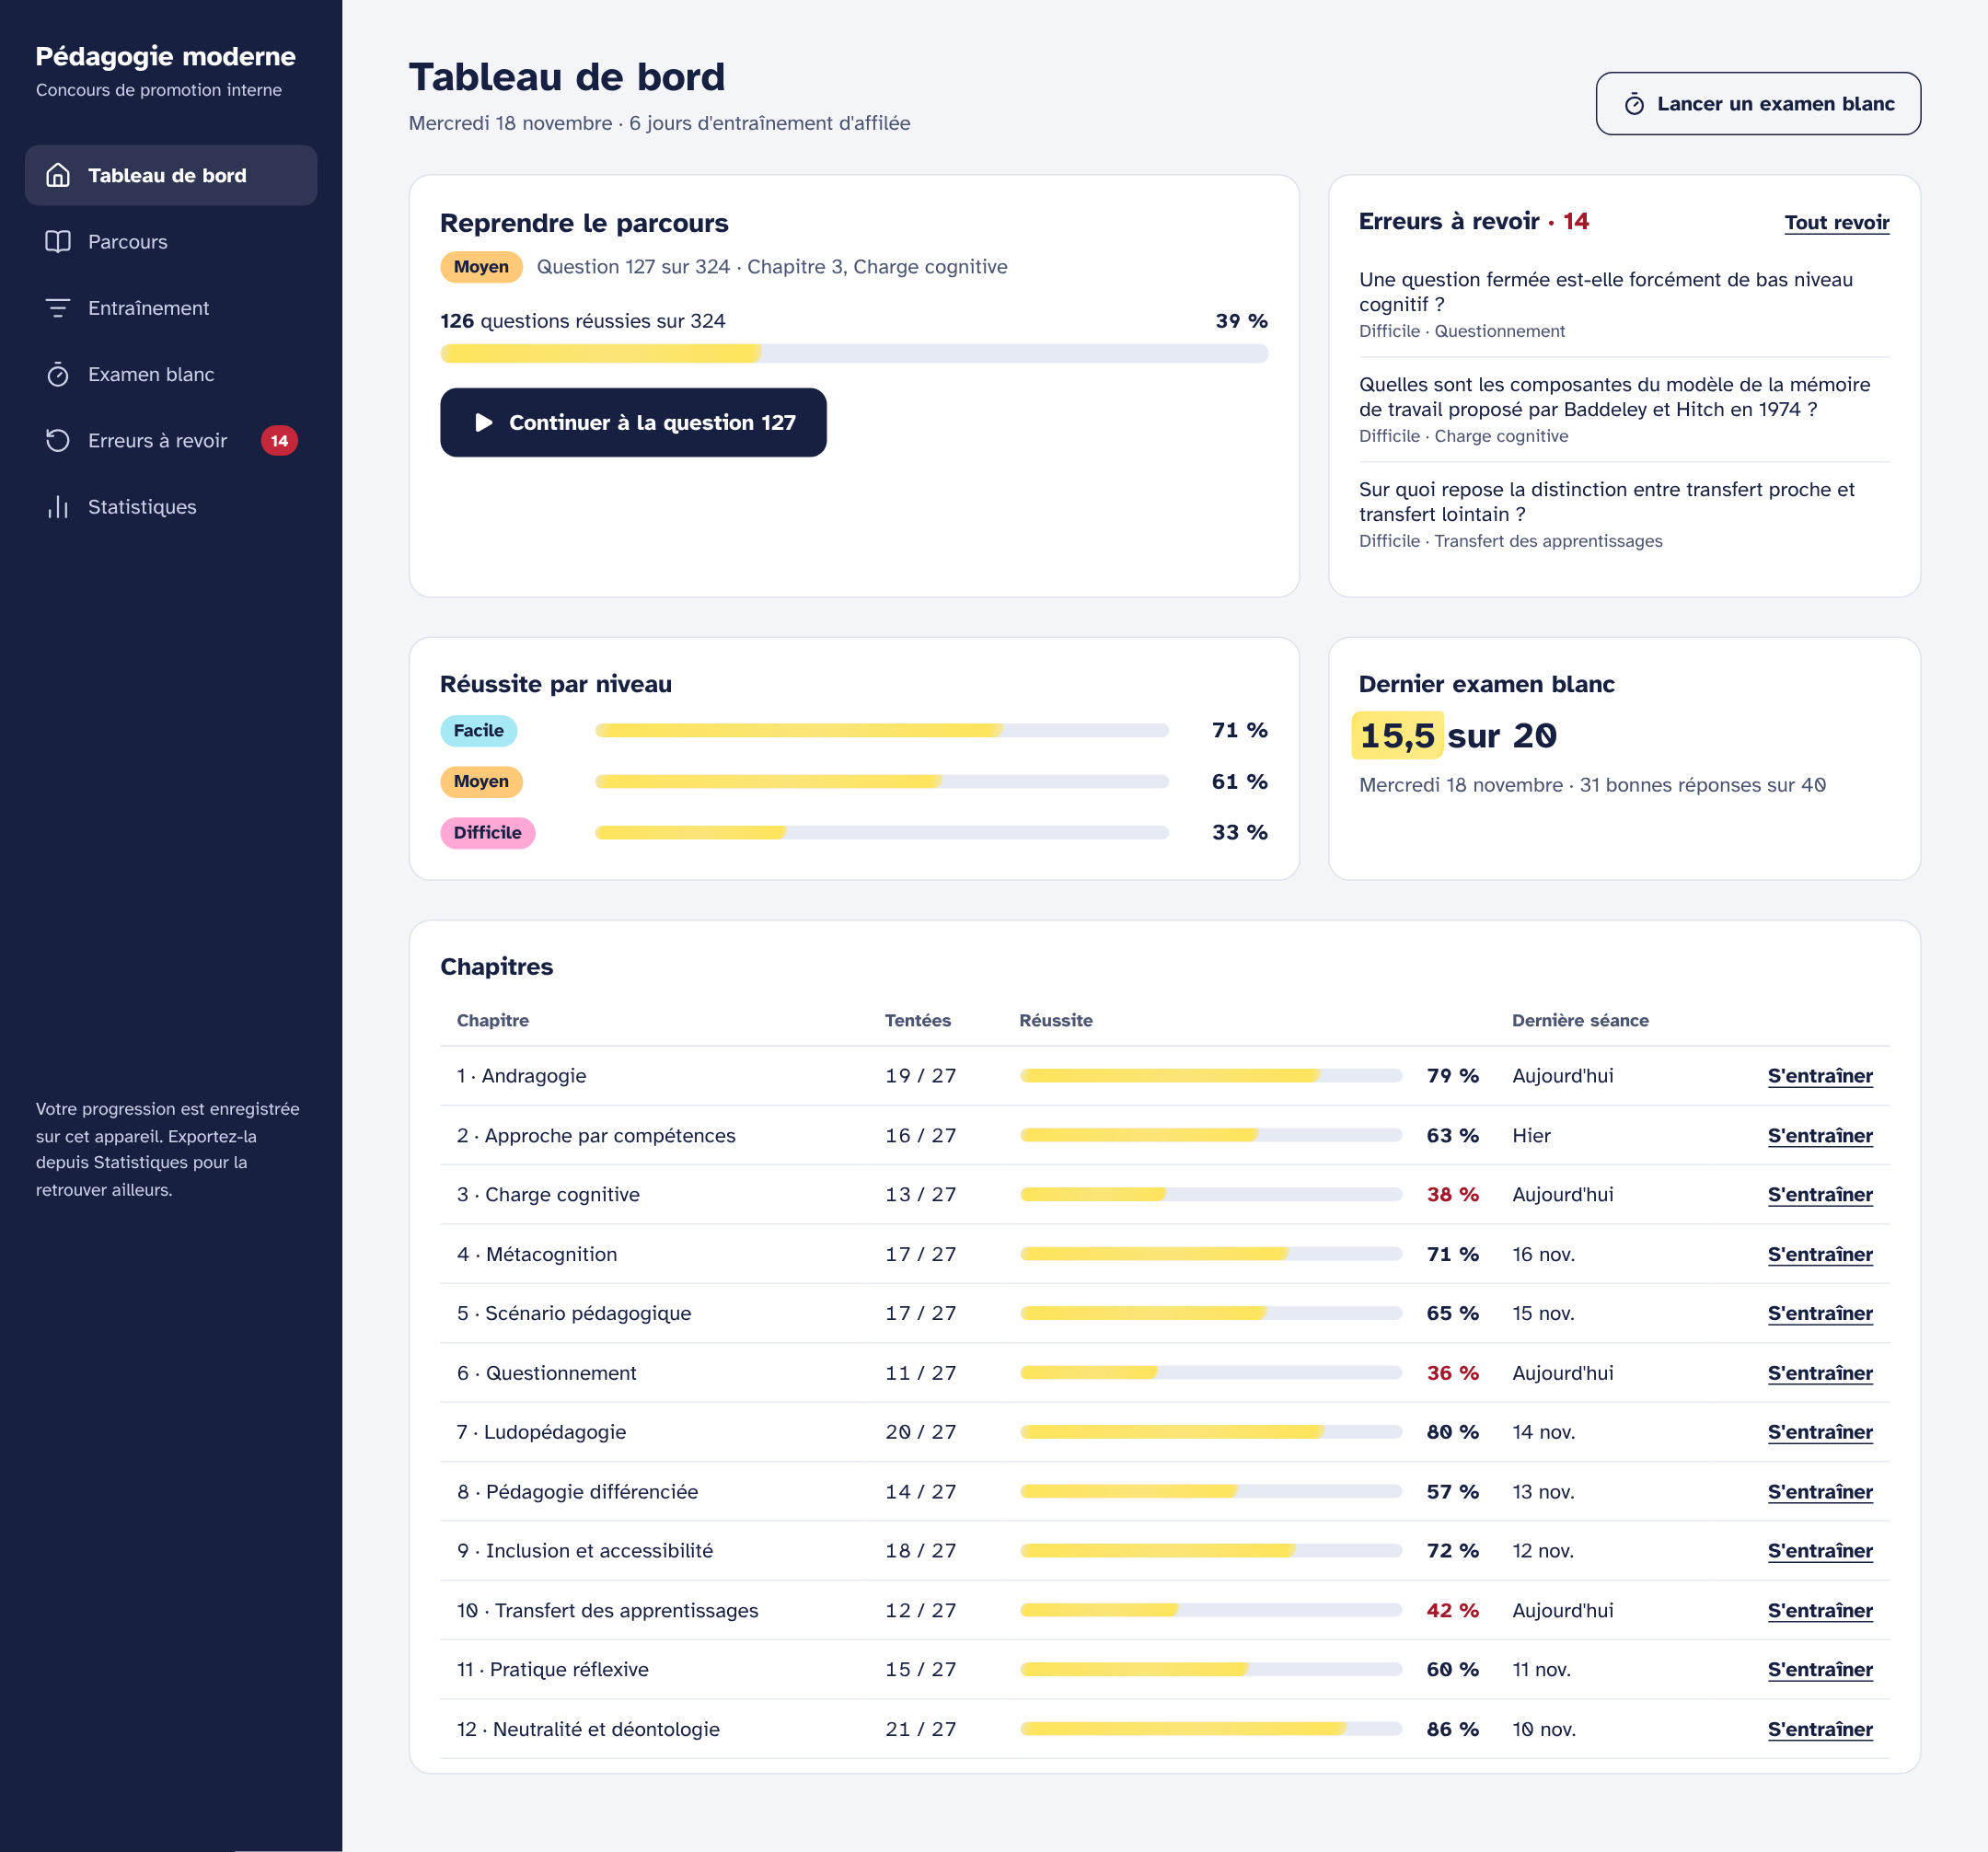 Pédagogie moderne
Concours de promotion interne
Tableau de bord
Parcours
Entraînement
Examen blanc
Erreurs à revoir 14
Statistiques
Votre progression est enregistrée
sur cet appareil. Exportez-la
depuis Statistiques pour la
retrouver ailleurs.
Tableau de bord
Mercredi 18 novembre · 6 jours d'entraînement d'affilée
Lancer un examen blanc
Reprendre le parcours
Moyen Question 127 sur 324 · Chapitre 3, Charge cognitive
126 questions réussies sur 324 39 %
Continuer à la question 127
Erreurs à revoir · 14 Tout revoir
Une question fermée est-elle forcément de bas niveau
cognitif ?
Difficile · Questionnement
Quelles sont les composantes du modèle de la mémoire
de travail proposé par Baddeley et Hitch en 1974 ?
Difficile · Charge cognitive
Sur quoi repose la distinction entre transfert proche et
transfert lointain ?
Difficile · Transfert des apprentissages
Réussite par niveau
Facile 71 %
Moyen 61 %
Difficile 33 %
Dernier examen blanc
15,5 sur 20
Mercredi 18 novembre · 31 bonnes réponses sur 40
Chapitres
Chapitre Tentées Réussite Dernière séance
1 · Andragogie 19 / 27 79 % Aujourd'hui S'entraîner
2 · Approche par compétences 16 / 27 63 % Hier S'entraîner
3 · Charge cognitive 13 / 27 38 % Aujourd'hui S'entraîner
4 · Métacognition 17 / 27 71 % 16 nov. S'entraîner
5 · Scénario pédagogique 17 / 27 65 % 15 nov. S'entraîner
6 · Questionnement 11 / 27 36 % Aujourd'hui S'entraîner
7 · Ludopédagogie 20 / 27 80 % 14 nov. S'entraîner
8 · Pédagogie différenciée 14 / 27 57 % 13 nov. S'entraîner
9 · Inclusion et accessibilité 18 / 27 72 % 12 nov. S'entraîner
10 · Transfert des apprentissages 12 / 27 42 % Aujourd'hui S'entraîner
11 · Pratique réflexive 15 / 27 60 % 11 nov. S'entraîner
12 · Neutralité et déontologie 21 / 27 86 % 10 nov. S'entraîner